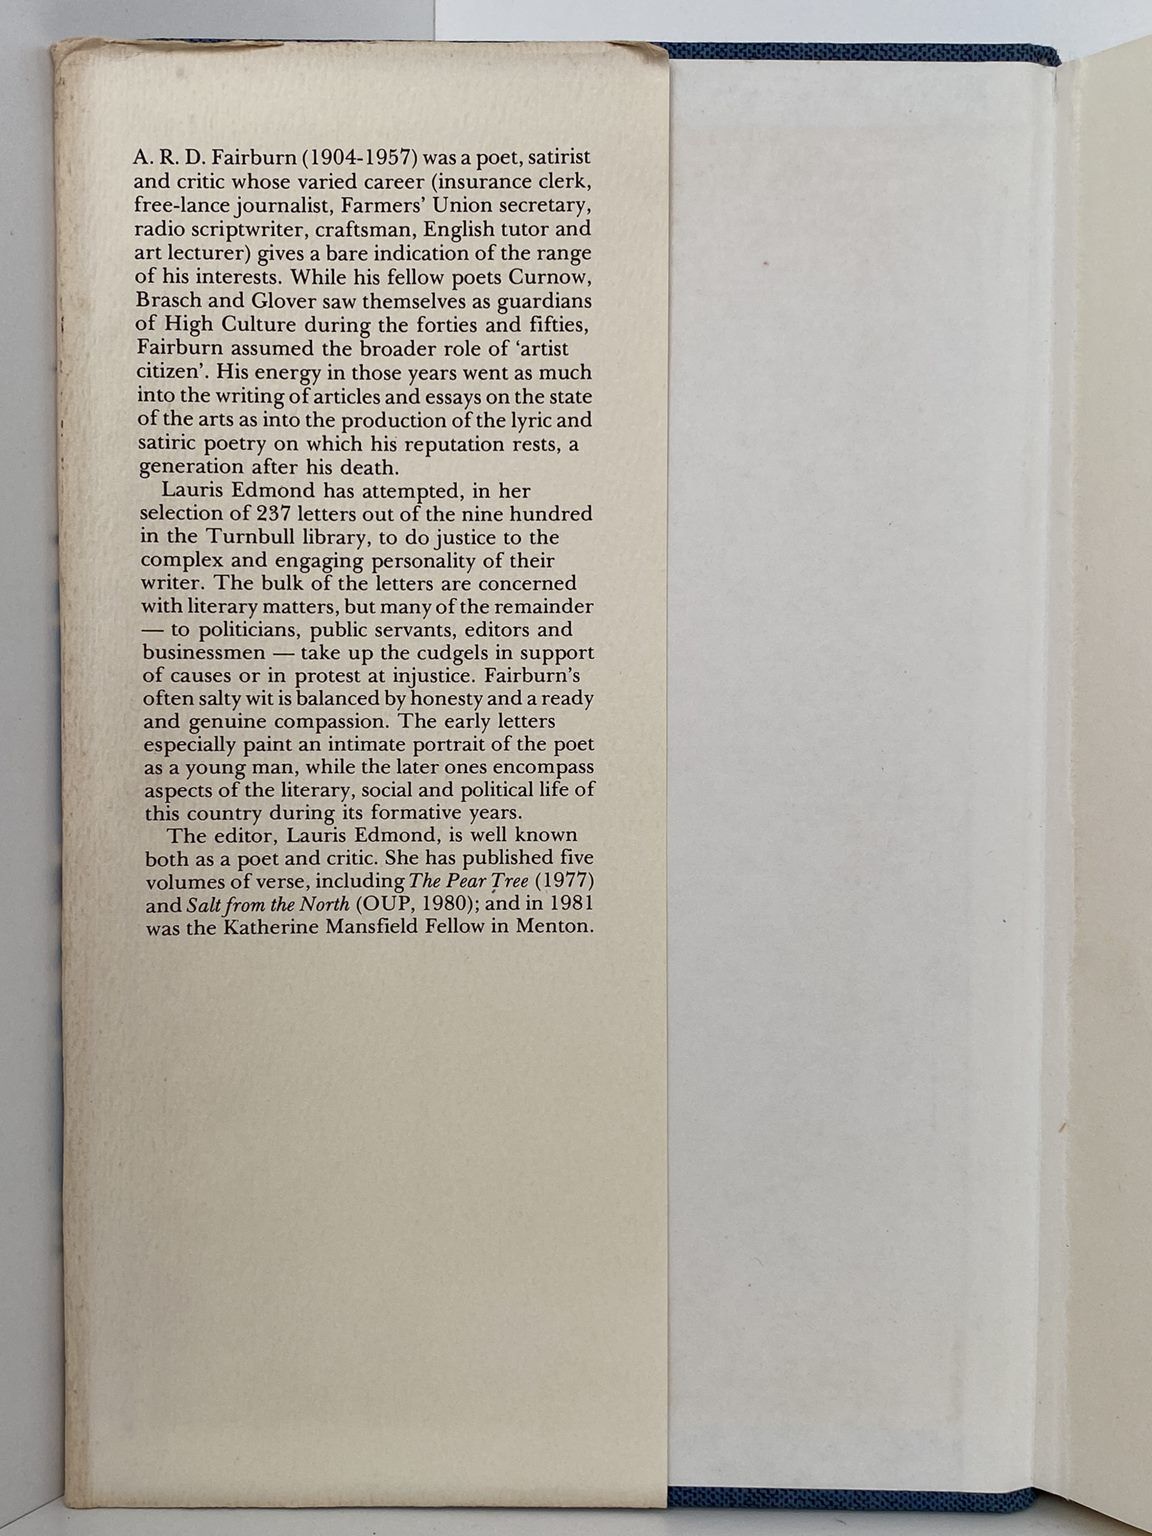 A. R. D. Fairburn (1904-1957) was a poet, satirist
and critic whose varied career (insurance clerk,
free-lance journalist, Farmers’ Union secretary,
radio scriptwriter, craftsman, English tutor and
art lecturer) gives a bare indication of the range
of his interests. While his fellow poets Curnow,
Brasch and Glover saw themselves as guardians
of High Culture during the forties and fifties,
Fairburn assumed the broader role of ‘artist
citizen’. His energy in those years went as much
into the writing of articles and essays on the state
of the arts as into the production of the lyric and
satiric poetry on which his reputation rests, a
generation after his death.
Lauris Edmond has attempted, in her
selection of 237 letters out of the nine hundred
in the Turnbull library, to do justice to the
complex and engaging personality of their
writer. The bulk of the letters are concerned
with literary matters, but many of the remainder
— to politicians, public servants, editors and
businessmen — take up the cudgels in support
of causes or in protest at injustice. Fairburn’s
often salty wit is balanced by honesty and a ready
and genuine compassion. The early letters
especially paint an intimate portrait of the poet
as a young man, while the later ones encompass
aspects of the literary, social and political life of
this country during its formative years.
The editor, Lauris Edmond, is well known
both as a poet and critic. She has published five
volumes of verse, including The Pear Tree (1977)
and Salt from the North (OUP, 1980); and in 1981
was the Katherine Mansfield Fellow in Menton.